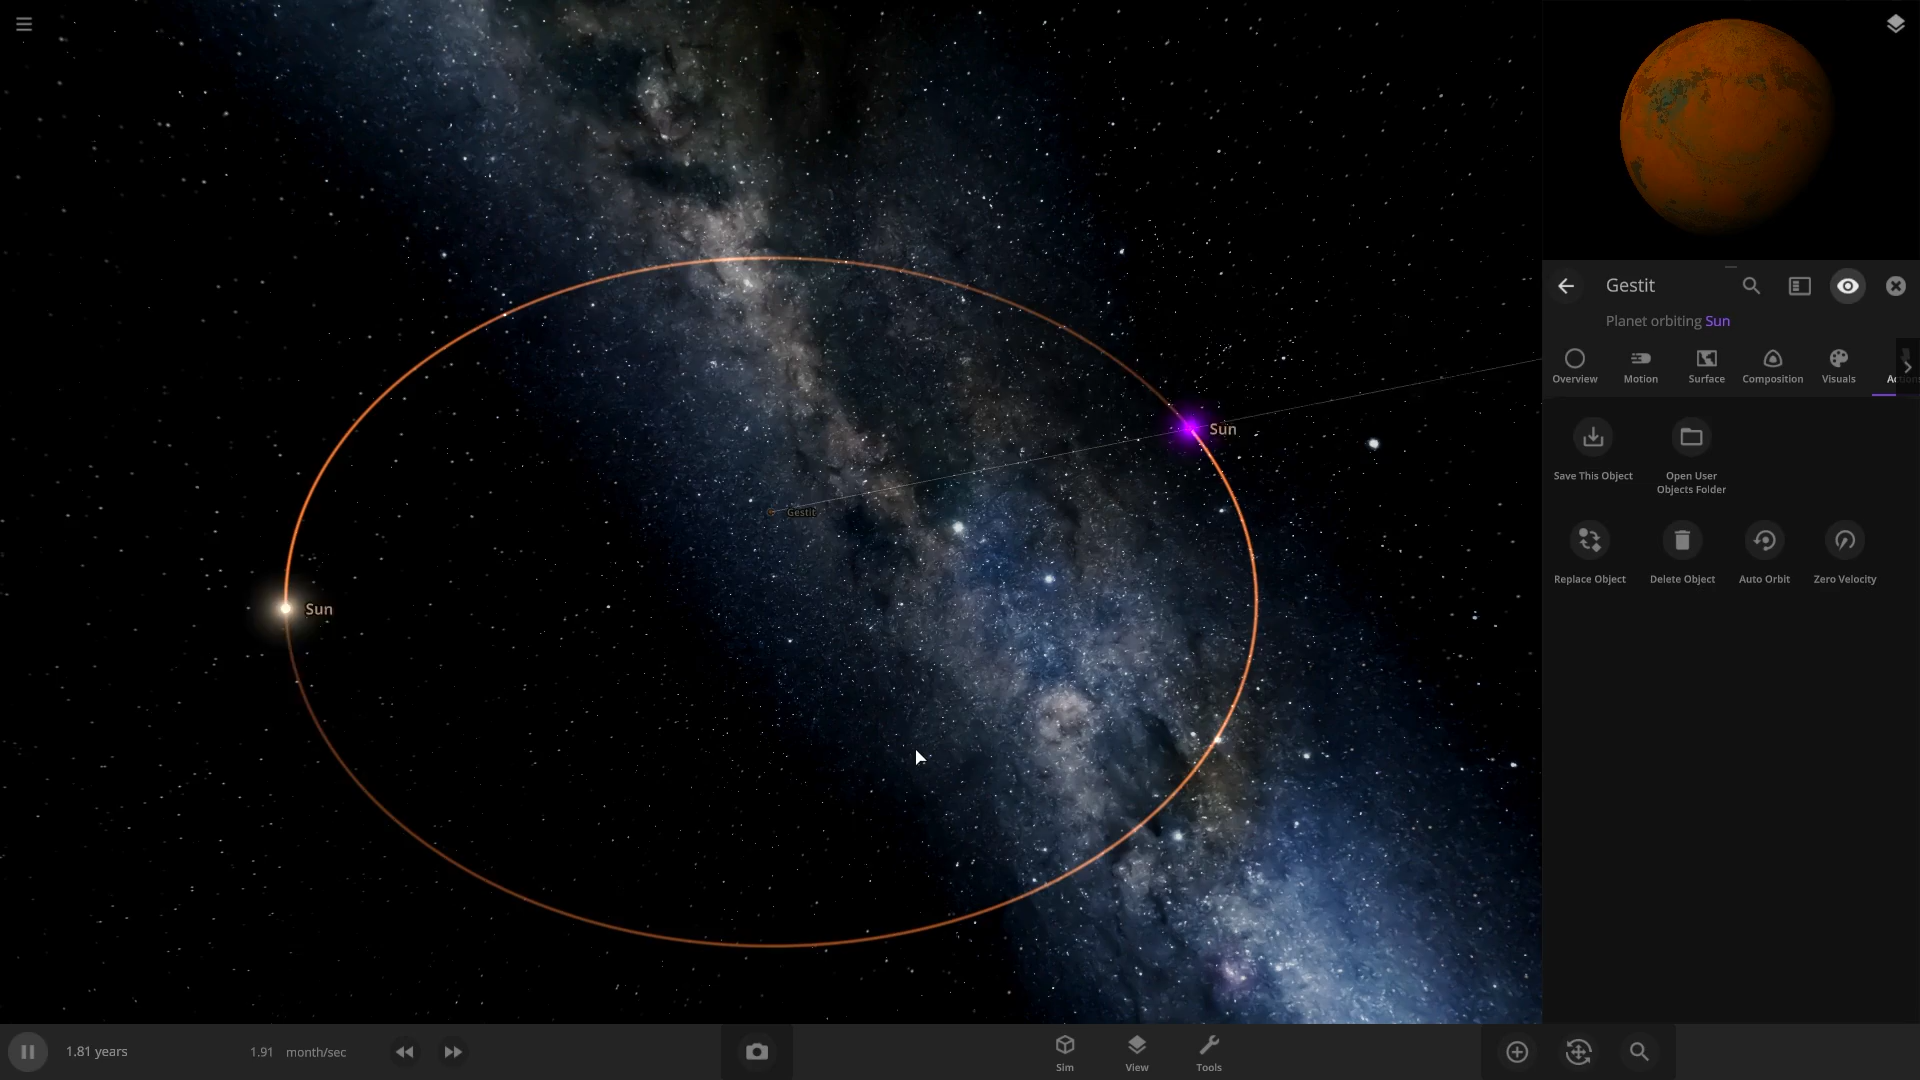 Gestit
Planet orbiting Sun
Overview
Motion
Surface
Composition
Visuals
Save This Object
Open User
Objects Folder
Replace Object
Delete Object
Auto Orbit
Zero Velocity
Sun
Gestit
Sun
1.81 years
1.91 month/sec
Sim
View
Tools